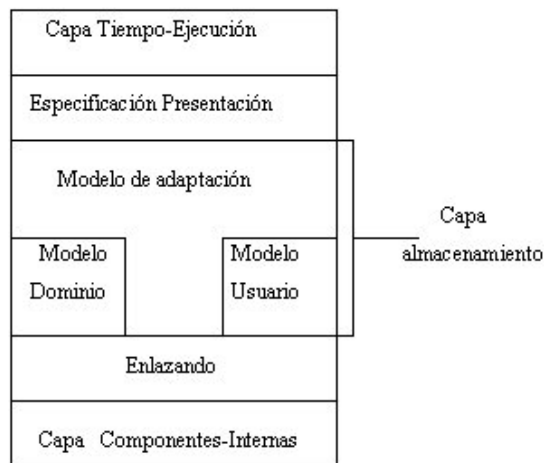 Capa Tiempo-Ejecución
Especificación Presentación
Modelo de adaptación
Capa
almacenamiento
Modelo
Dominio
Modelo
Usuario
Enlazando
Capa Componentes-Internas